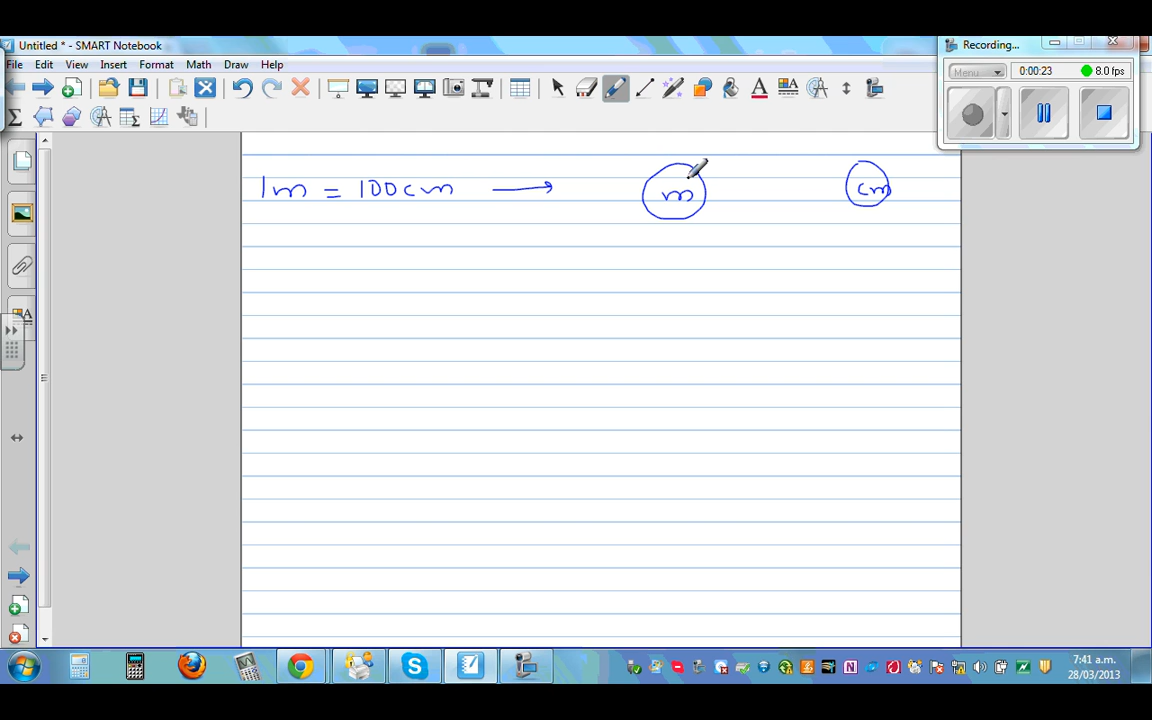 Untitled * - SMART Notebook
Recording...
File Edit View Insert Format Math Draw Help
Menu 0:00:23 8.0 fps
1m = 100cm → m cm
7:41 a.m.
28/03/2013